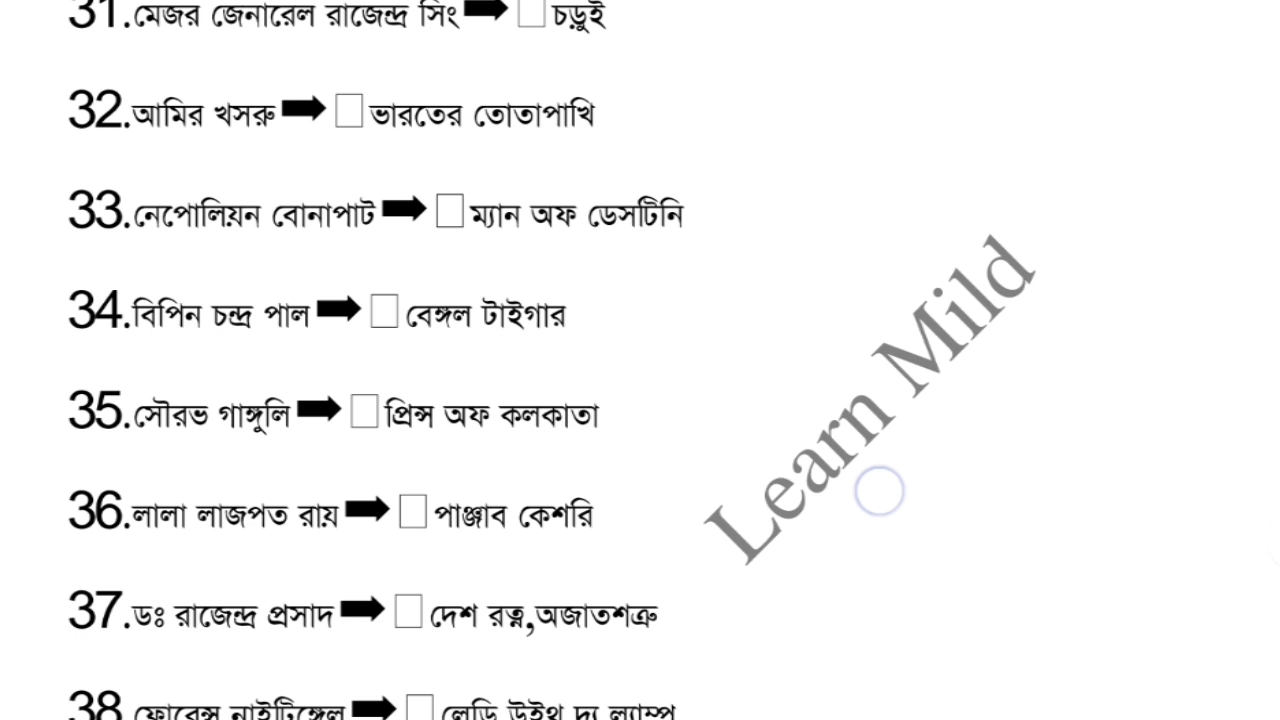 31.মেজর জেনারেল রাজেন্দ্র সিং➡ চড়ুই
32.আমির খসরু➡ ভারতের তোতাপাখি
33.নেপোলিয়ন বোনাপার্ট➡ ম্যান অফ ডেসটিনি
34.বিপিন চন্দ্র পাল➡ বেঙ্গল টাইগার
35.সৌরভ গাঙ্গুলি➡ প্রিন্স অফ কলকাতা
36.লালা লাজপত রায়➡ পাঞ্জাব কেশরি
37.ডঃ রাজেন্দ্র প্রসাদ➡ দেশ রত্ন,অজাতশত্রু
38.ফ্লোরেন্স নাইটিঙ্গেল➡ লেডি উইথ দ্য ল্যাম্প
Learn Mild